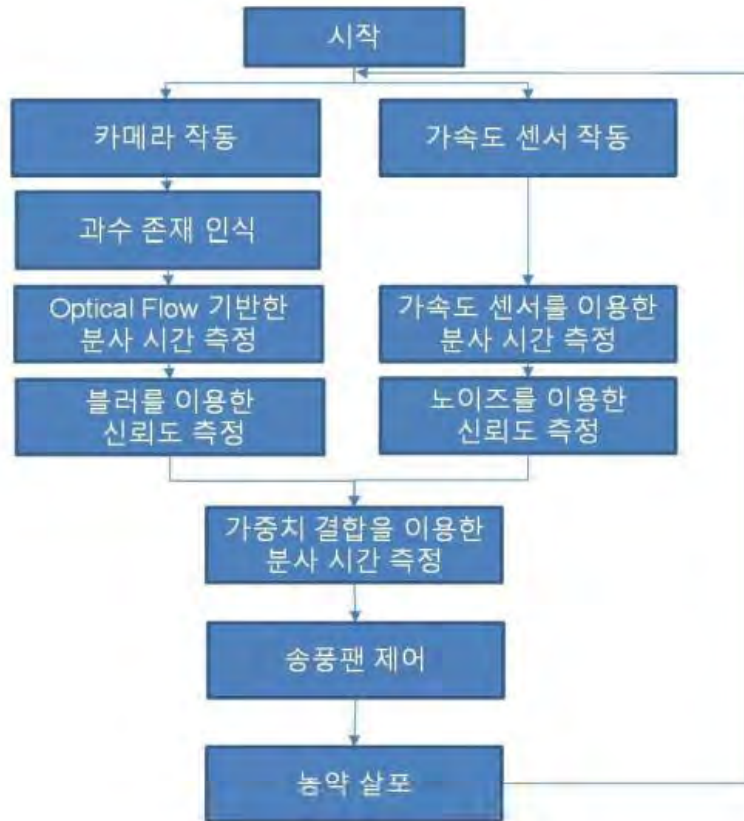 시작
카메라 작동
가속도 센서 작동
과수 존재 인식
Optical Flow 기반한
분사 시간 측정
가속도 센서를 이용한
분사 시간 측정
블러를 이용한
신뢰도 측정
노이즈를 이용한
신뢰도 측정
가중치 결합을 이용한
분사 시간 측정
송풍팬 제어
농약 살포